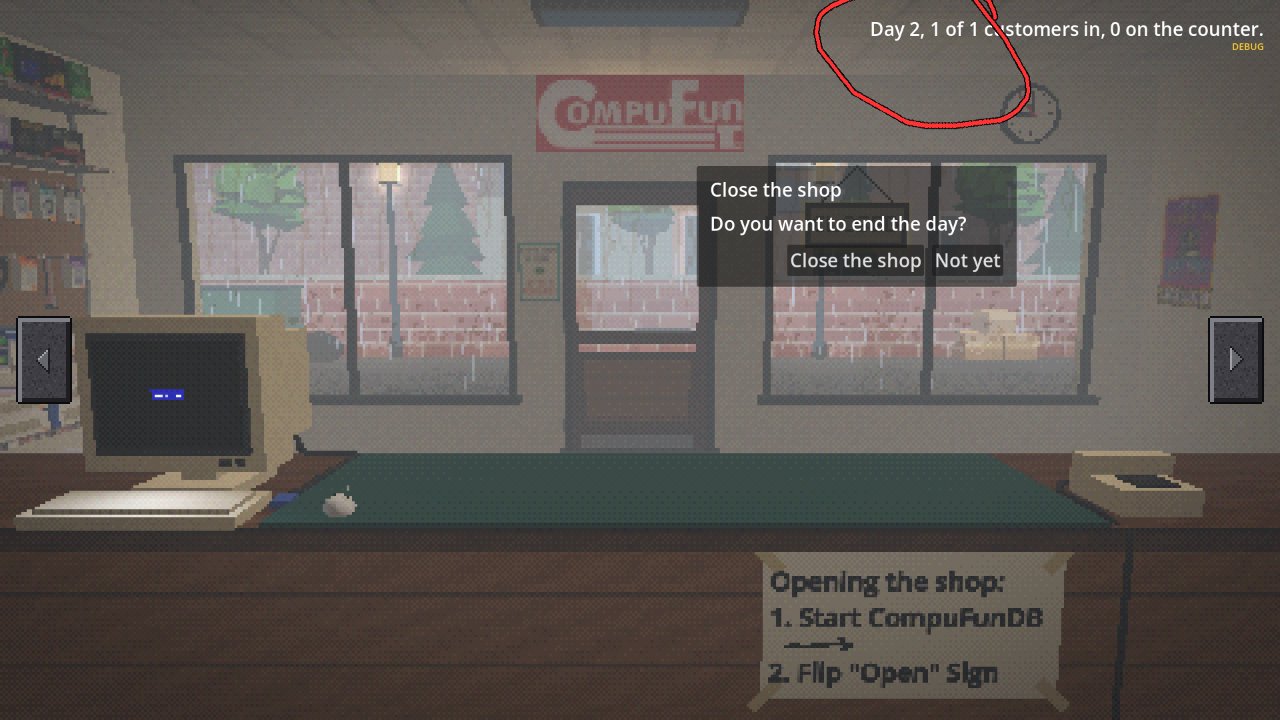 Day 2, 1 of 1 customers in, 0 on the counter.
DEBUG
COMPUFUN
Close the shop
Do you want to end the day?
Close the shop Not yet
Opening the shop:
1. Start CompuFunDB
2. Flip "Open" Sign